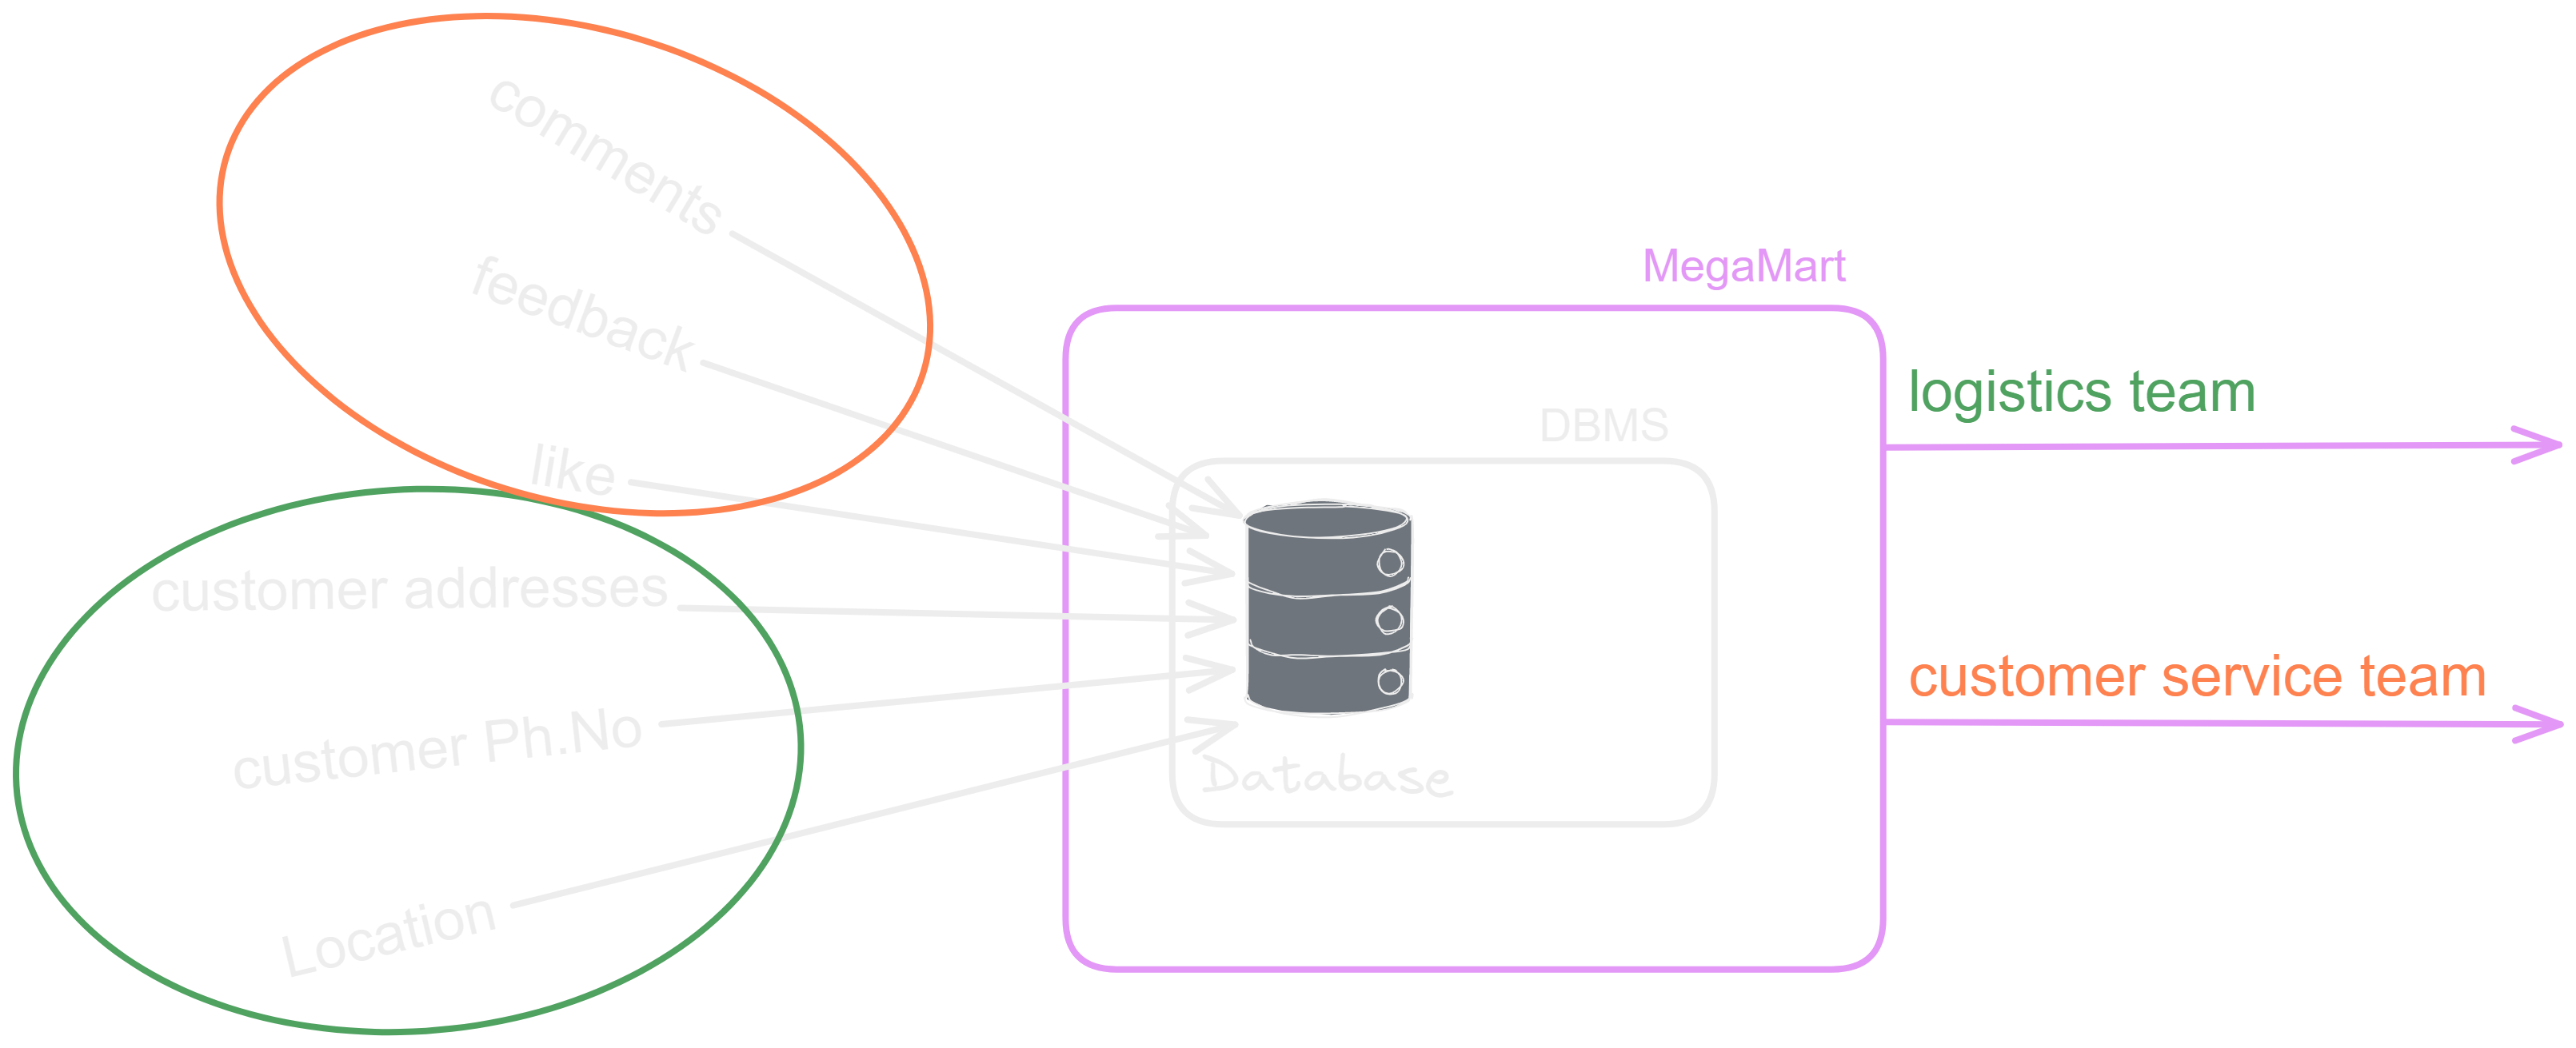 comments
feedback
like
customer addresses
customer Ph.No
Location
MegaMart
DBMS
Database
logistics team
customer service team